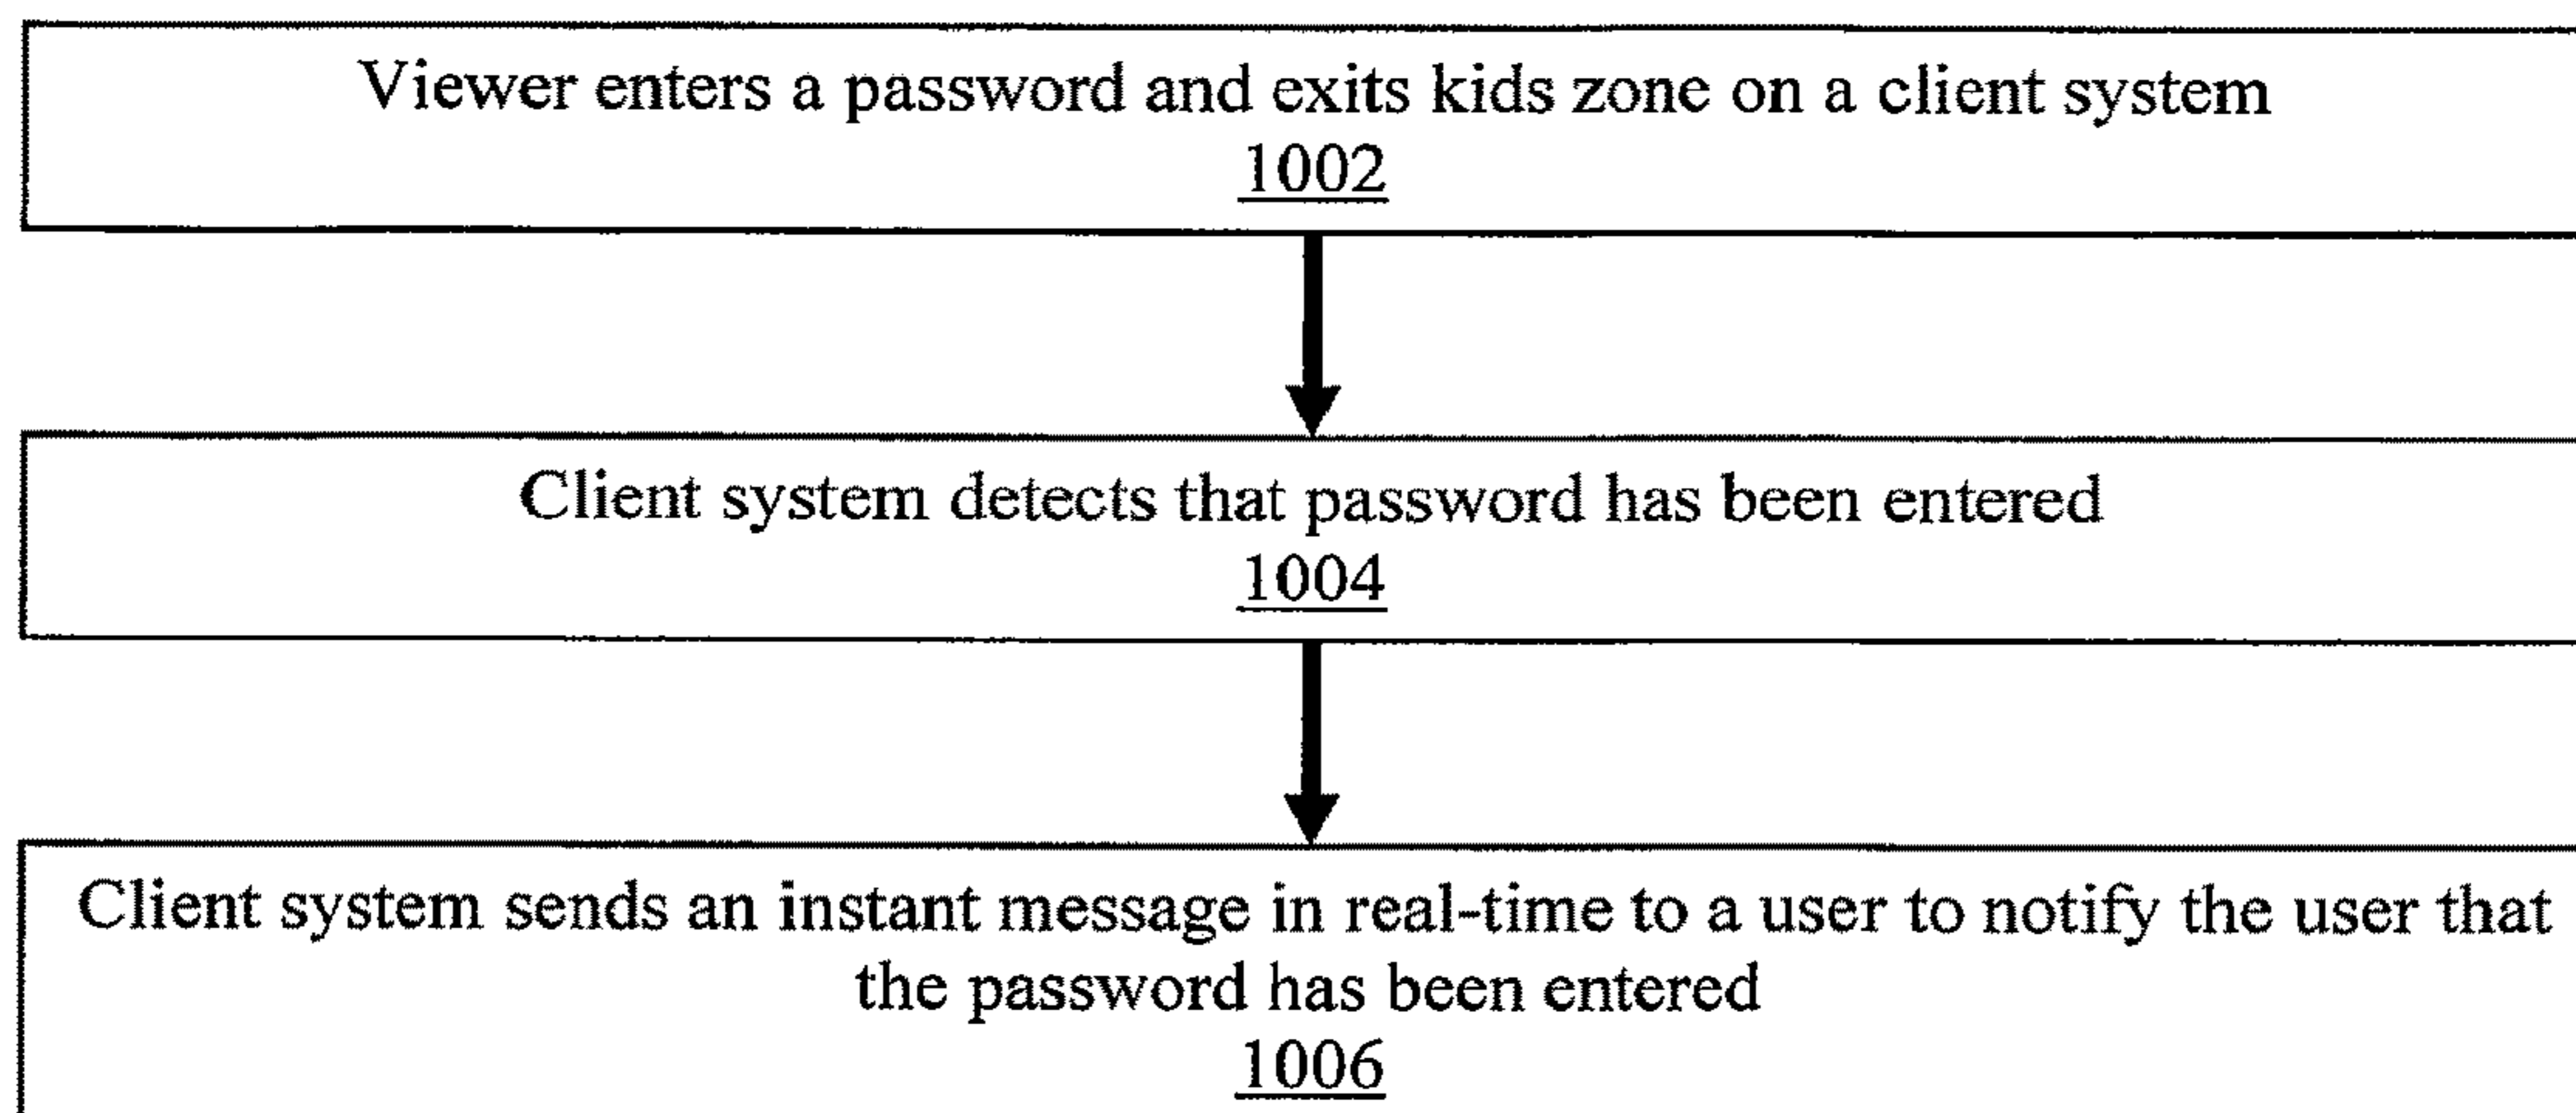 Viewer enters a password and exits kids zone on a client system
1002
Client system detects that password has been entered
1004
Client system sends an instant message in real-time to a user to notify the user that
the password has been entered
1006